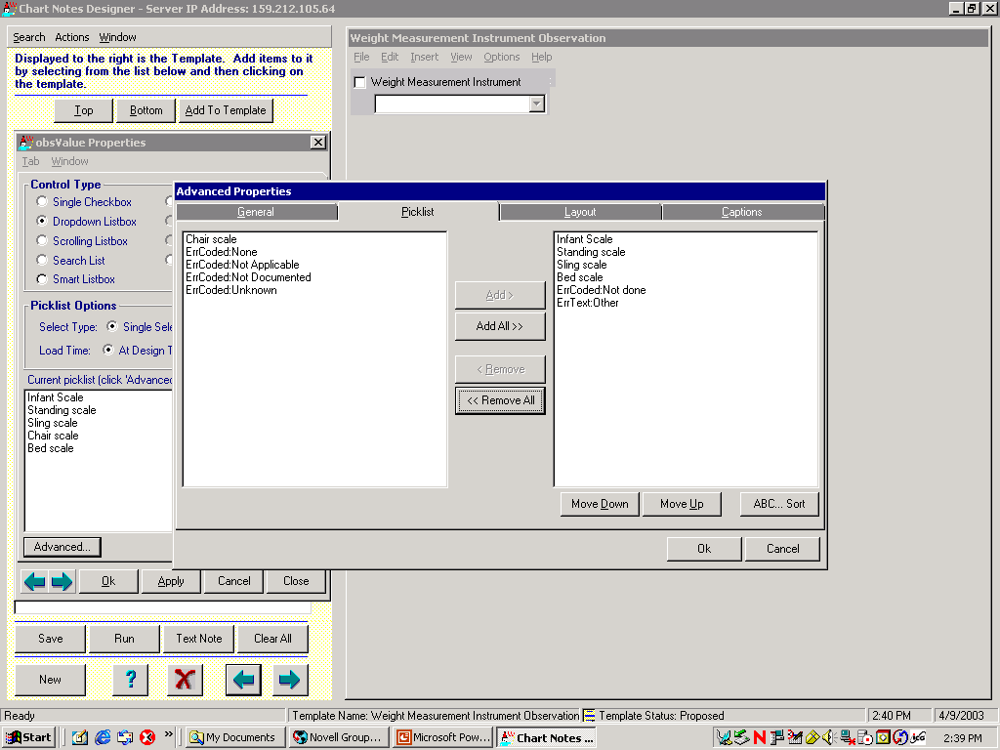 Chart Notes Designer - Server IP Address: 159.212.105.64
Search Actions Window
Displayed to the right is the Template. Add items to it
by selecting from the list below and then clicking on
the template.
Top Bottom Add To Template
obsValue Properties
Tab Window
Control Type
Single Checkbox
Dropdown Listbox
Scrolling Listbox
Search List
Smart Listbox
Picklist Options
Select Type: Single Sele
Load Time: At Design T
Current picklist (click 'Advanced
Infant Scale
Standing scale
Sling scale
Chair scale
Bed scale
Advanced...
Ok Apply Cancel Close
Save Run Text Note Clear All
New ?
Weight Measurement Instrument Observation
File Edit Insert View Options Help
Weight Measurement Instrument
Advanced Properties
General Picklist Layout Captions
Chair scale
ErrCoded:None
ErrCoded:Not Applicable
ErrCoded:Not Documented
ErrCoded:Unknown
Add >
Add All >>
< Remove
<< Remove All
Infant Scale
Standing scale
Sling scale
Bed scale
ErrCoded:Not done
ErrText:Other
Move Down Move Up ABC... Sort
Ok Cancel
Ready Template Name: Weight Measurement Instrument Observation Template Status: Proposed 2:40 PM 4/9/2003
Start » My Documents Novell Group... Microsoft Pow... Chart Notes ... 2:39 PM